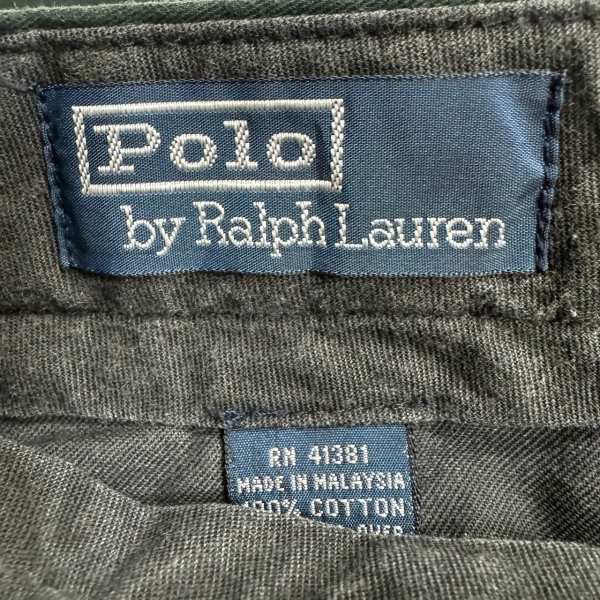 Polo
by Ralph Lauren
RN 41381
MADE IN MALAYSIA
100% COTTON